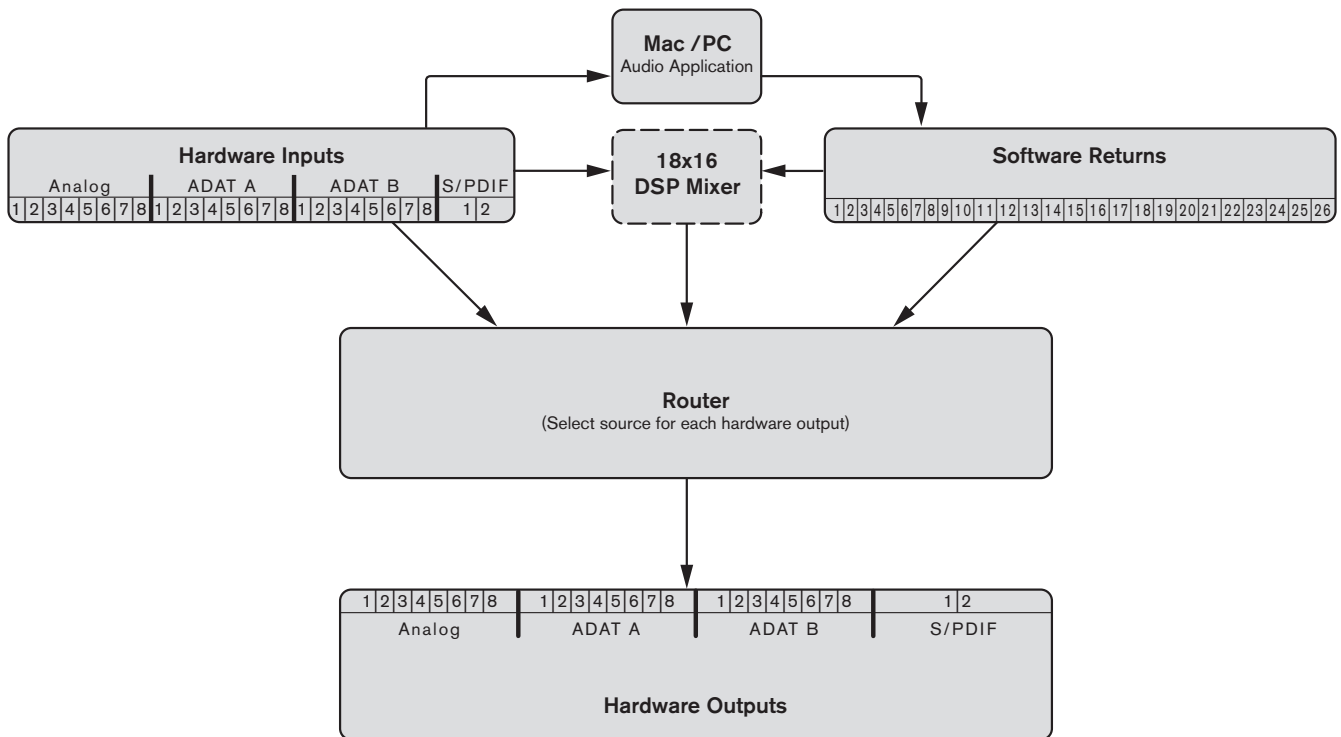 Mac /PC
Audio Application
Hardware Inputs
Analog ADAT A ADAT B S/PDIF
1 2 3 4 5 6 7 8 1 2 3 4 5 6 7 8 1 2 3 4 5 6 7 8 1 2
18x16
DSP Mixer
Software Returns
1 2 3 4 5 6 7 8 9 10 11 12 13 14 15 16 17 18 19 20 21 22 23 24 25 26
Router
(Select source for each hardware output)
1 2 3 4 5 6 7 8 1 2 3 4 5 6 7 8 1 2 3 4 5 6 7 8 1 2
Analog ADAT A ADAT B S/PDIF
Hardware Outputs